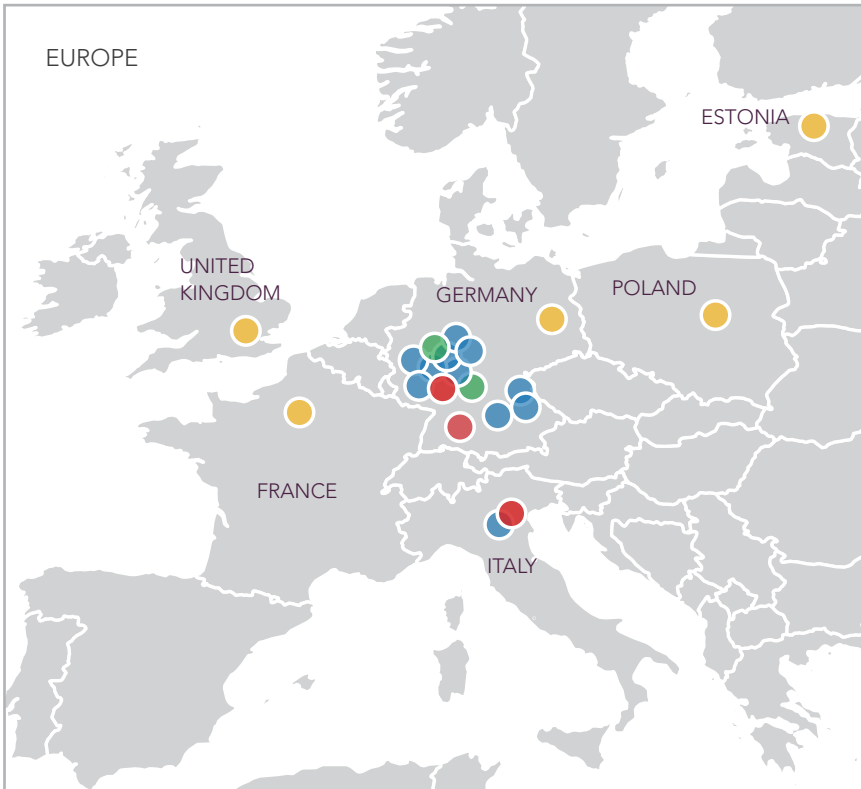 EUROPE
ESTONIA
UNITED
KINGDOM
GERMANY
POLAND
FRANCE
ITALY